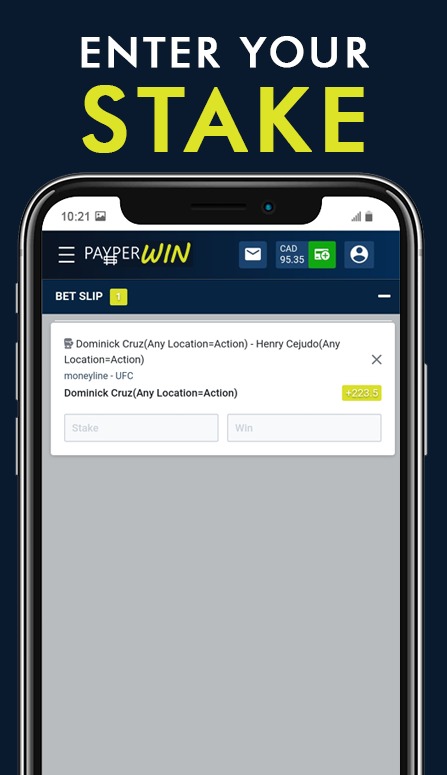 ENTER YOUR
STAKE
10:21
PAYPERWIN
CAD
95.35
BET SLIP 1
Dominick Cruz(Any Location=Action) - Henry Cejudo(Any
Location=Action)
moneyline - UFC
Dominick Cruz(Any Location=Action) +223.5
Stake Win